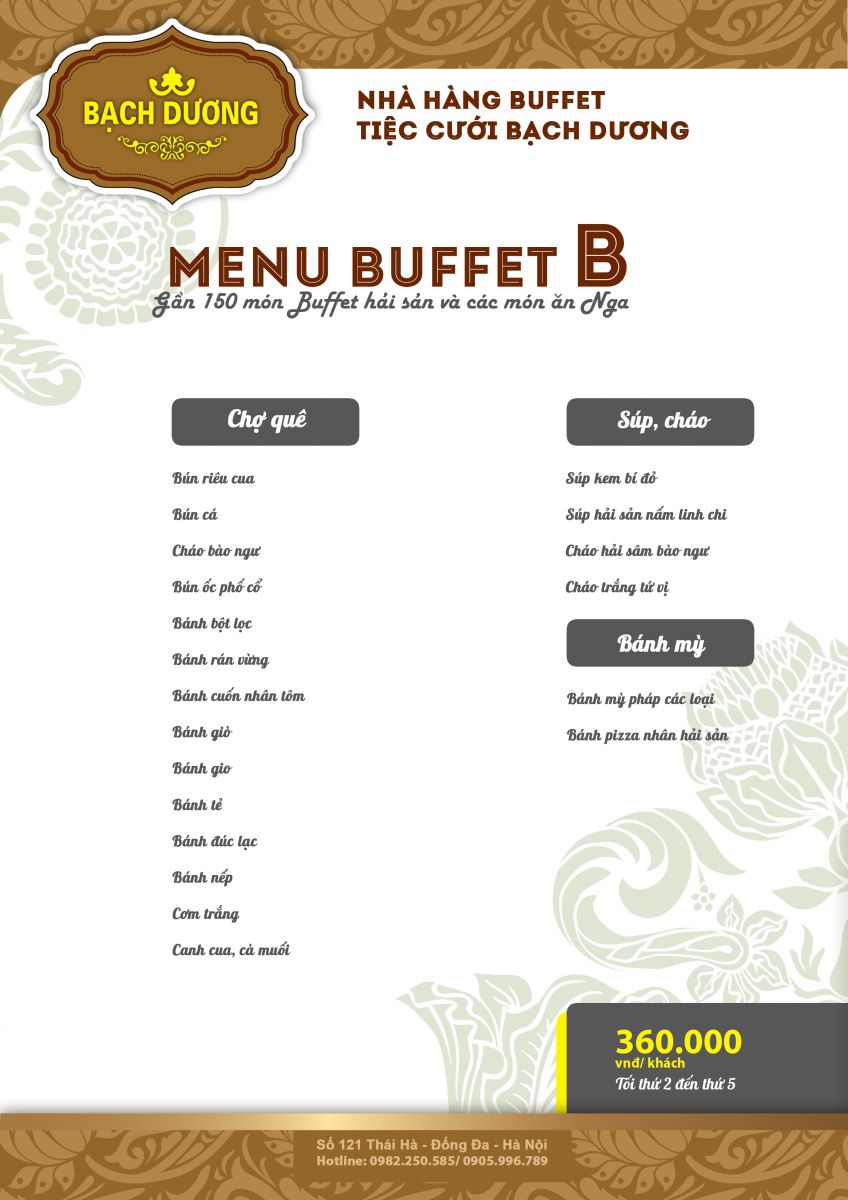 BẠCH DƯƠNG
NHÀ HÀNG BUFFET
TIỆC CƯỚI BẠCH DƯƠNG
MENU BUFFET B
Gần 150 món Buffet hải sản và các món ăn Nga
Chợ quê
Bún riêu cua
Bún cá
Cháo bào ngư
Bún ốc phố cổ
Bánh bột lọc
Bánh rán vừng
Bánh cuốn nhân tôm
Bánh giò
Bánh gio
Bánh tẻ
Bánh đúc lạc
Bánh nếp
Cơm trắng
Canh cua, cà muối
Súp, cháo
Súp kem bí đỏ
Súp hải sản nấm linh chi
Cháo hải sâm bào ngư
Cháo trắng tứ vị
Bánh mỳ
Bánh mỳ pháp các loại
Bánh pizza nhân hải sản
360.000
vnđ/ khách
Tối thứ 2 đến thứ 5
Số 121 Thái Hà - Đống Đa - Hà Nội
Hotline: 0982.250.585/ 0905.996.789